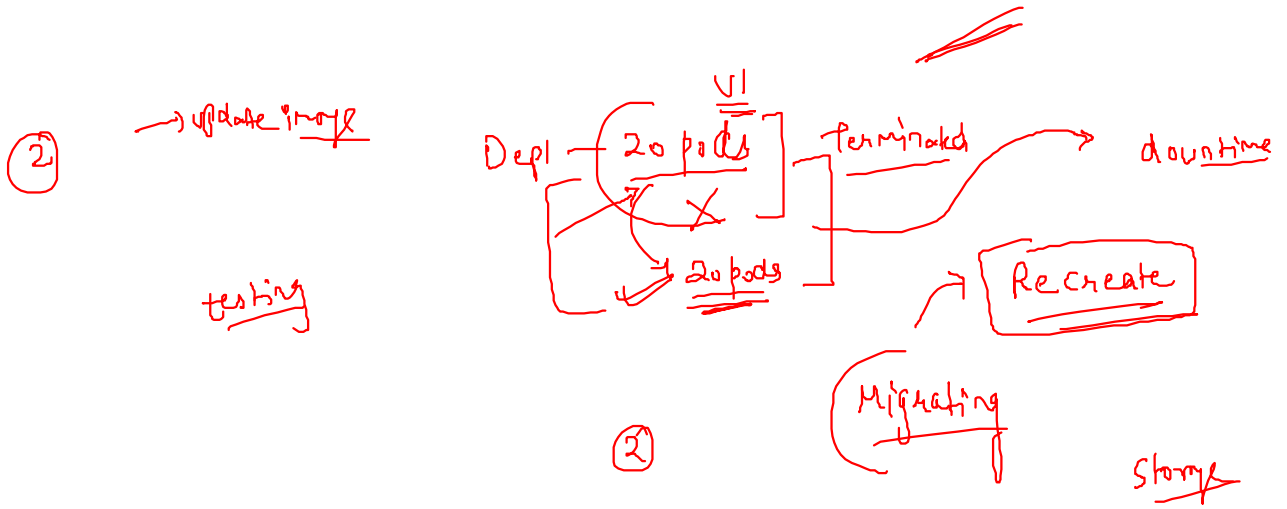 V1
2
→ update image
Depl — 20 pods
Terminated
downtime
20 pods
testing
Recreate
Migrating
2
Storage